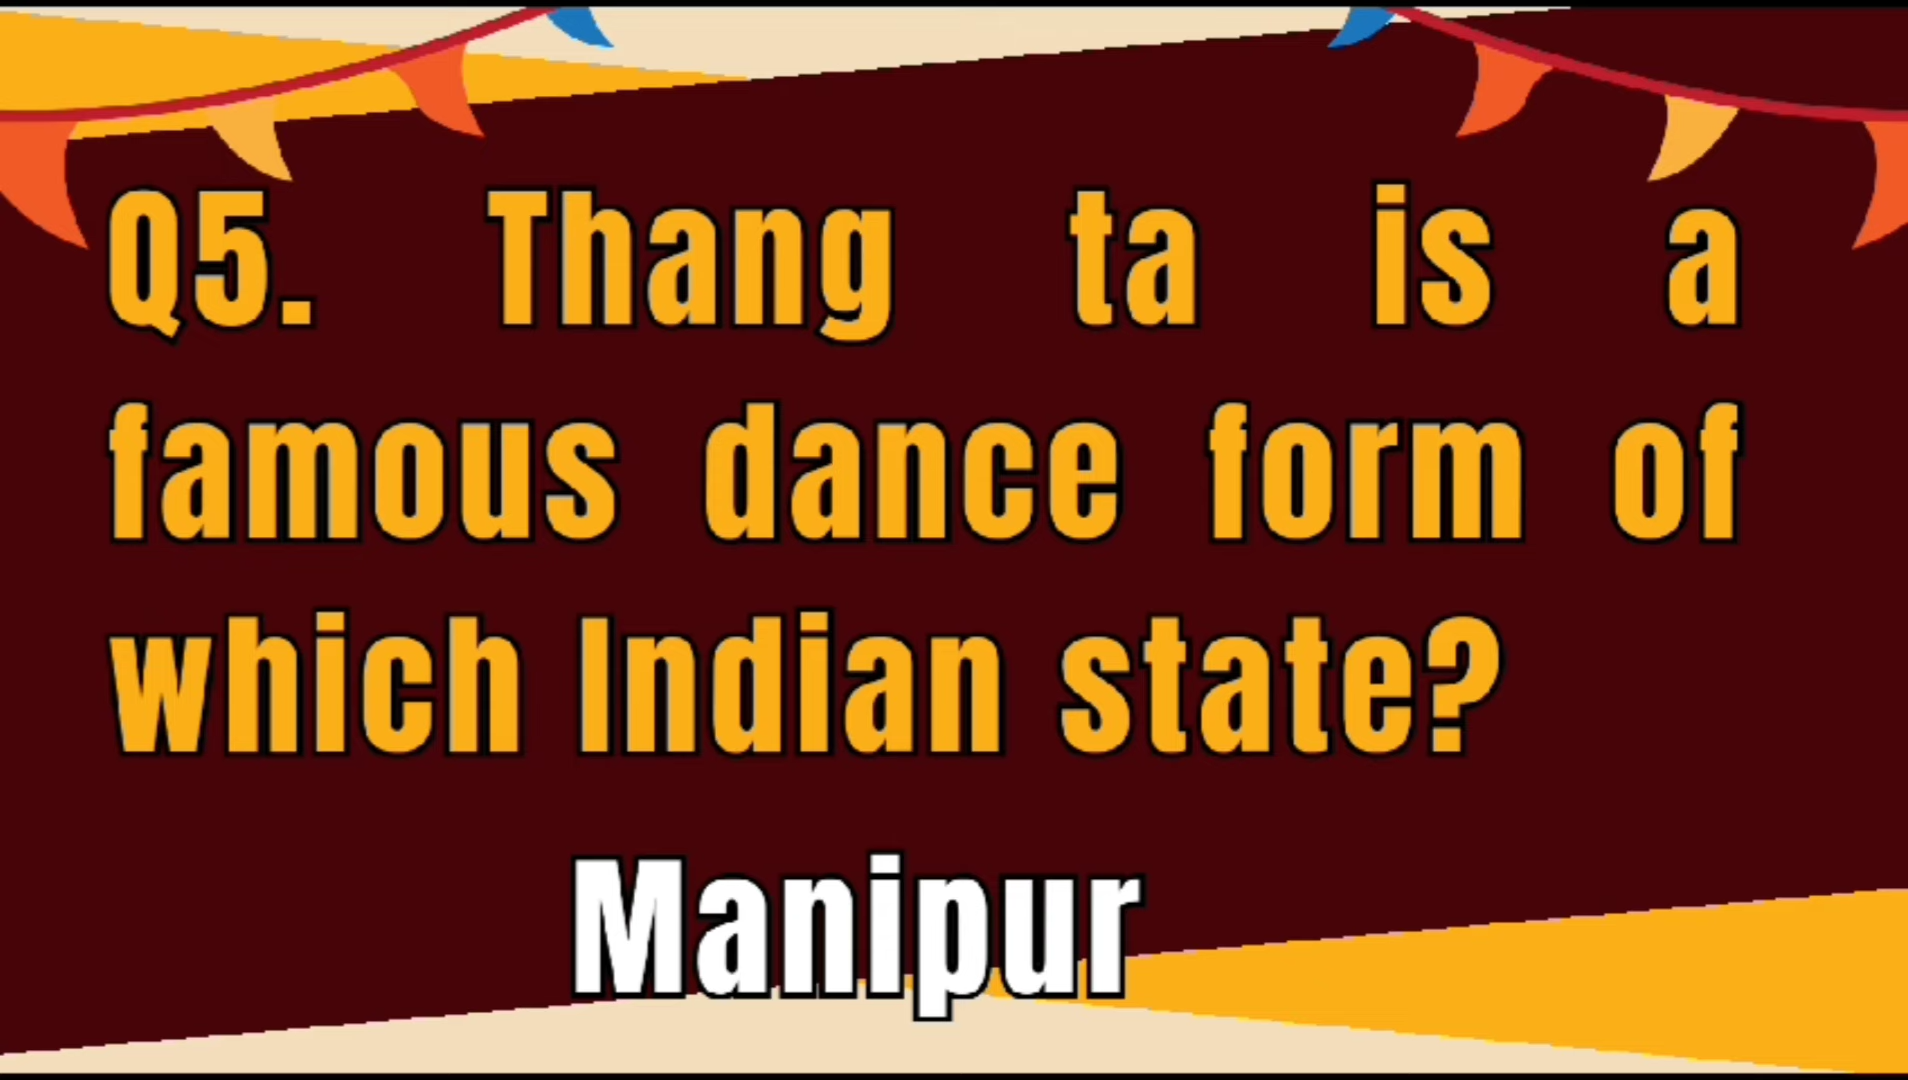 Q5. Thang ta is a
famous dance form of
which Indian state?
Manipur